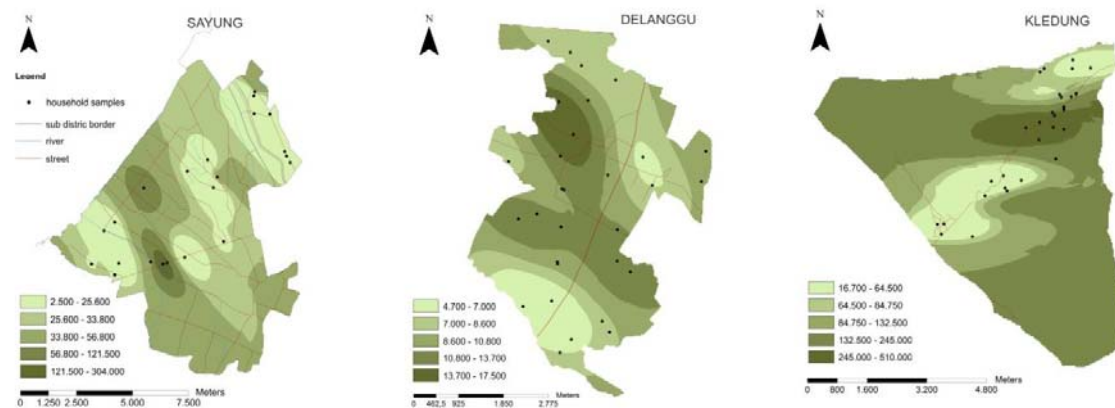 SAYUNG
N
Legend
household samples
sub distric border
river
street
2.500 - 25.600
25.600 - 33.800
33.800 - 56.800
56.800 - 121.500
121.500 - 304.000
Meters
0 1.250 2.500 5.000 7.500
DELANGGU
N
4.700 - 7.000
7.000 - 8.600
8.600 - 10.800
10.800 - 13.700
13.700 - 17.500
Meters
0 462,5 925 1.850 2.775
KLEDUNG
N
16.700 - 64.500
64.500 - 84.750
84.750 - 132.500
132.500 - 245.000
245.000 - 510.000
Meters
0 800 1.600 3.200 4.800